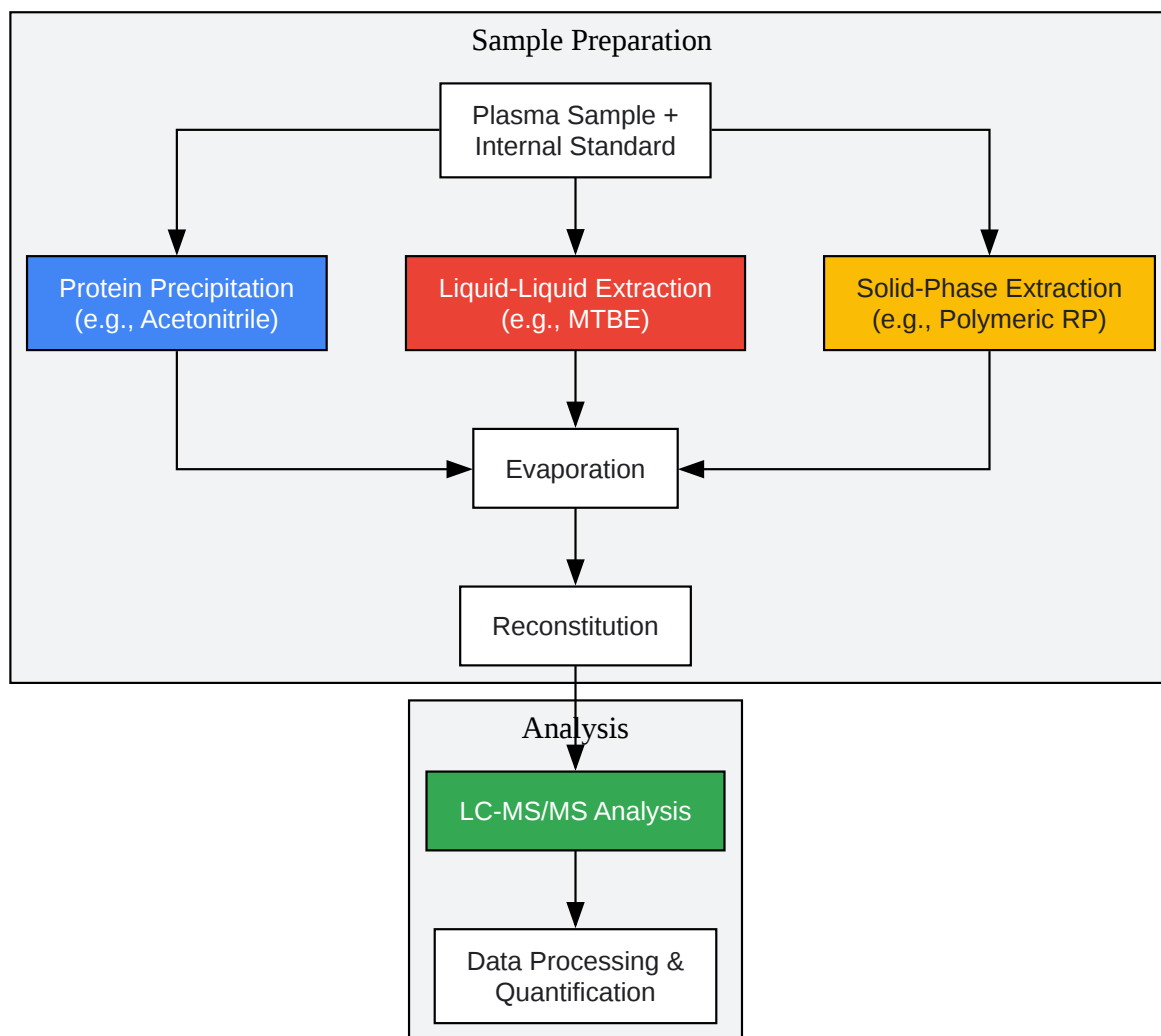 Sample Preparation
Plasma Sample +
Internal Standard
Protein Precipitation
(e.g., Acetonitrile)
Liquid-Liquid Extraction
(e.g., MTBE)
Solid-Phase Extraction
(e.g., Polymeric RP)
Evaporation
Reconstitution
Analysis
LC-MS/MS Analysis
Data Processing &
Quantification